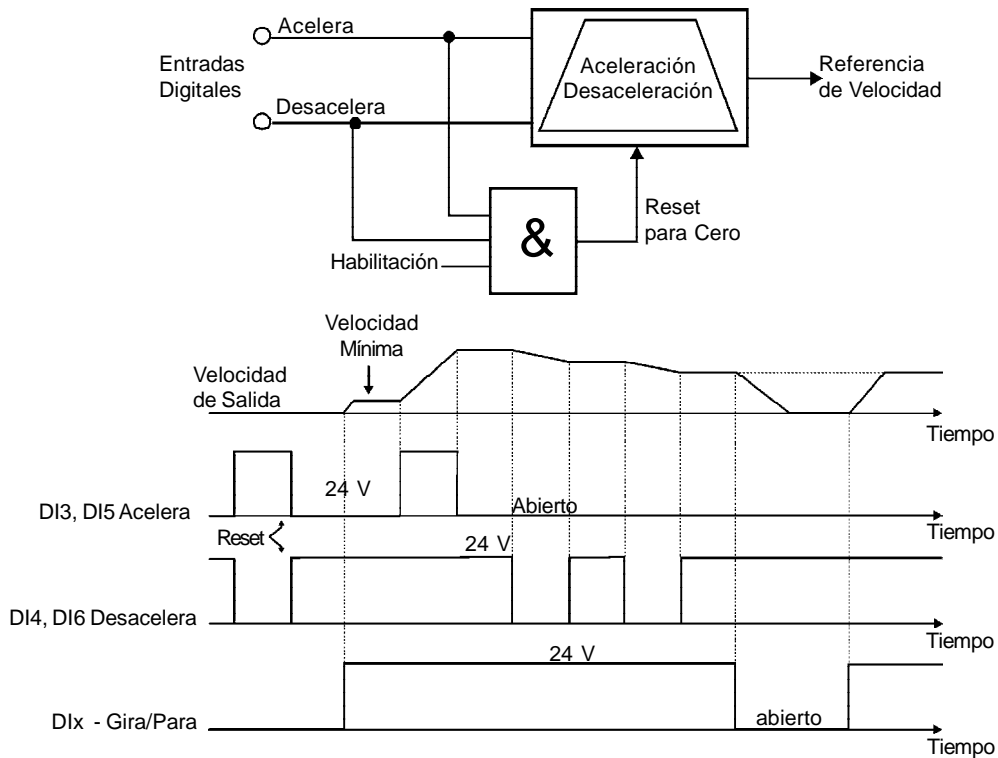 Acelera
Entradas
Digitales
Desacelera
Aceleración
Desaceleración
Referencia
de Velocidad
&
Habilitación
Reset
para Cero
Velocidad
Mínima
Velocidad
de Salida
Tiempo
24 V
Abierto
DI3, DI5 Acelera
Tiempo
Reset
24 V
DI4, DI6 Desacelera
Tiempo
24 V
DIx - Gira/Para
abierto
Tiempo